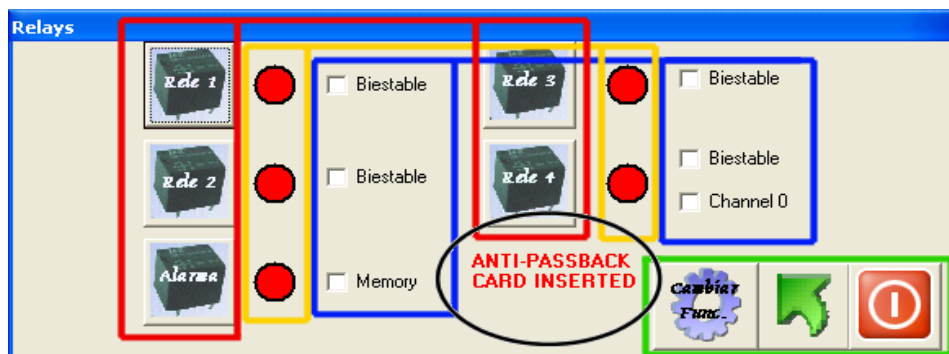 Relays
Rele 1
Biestable
Rele 3
Biestable
Rele 2
Biestable
Rele 4
Biestable
Channel 0
Alarma
Memory
ANTI-PASSBACK
CARD INSERTED
Cambiar
Func.